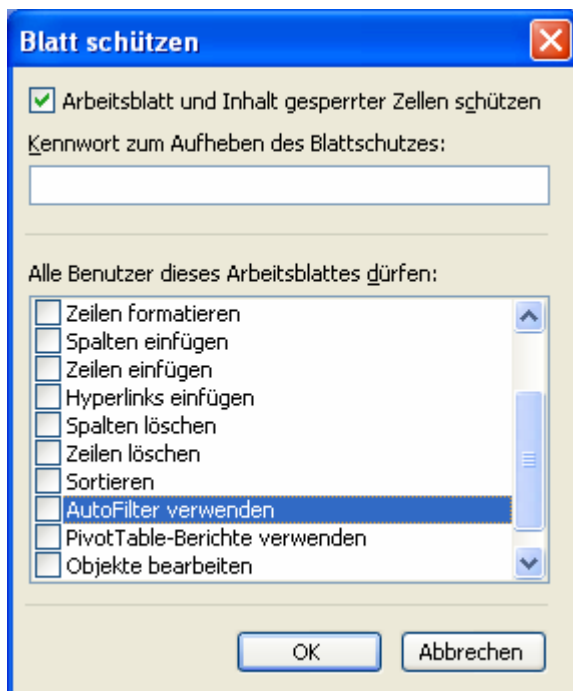 Blatt schützen
Arbeitsblatt und Inhalt gesperrter Zellen schützen
Kennwort zum Aufheben des Blattschutzes:
Alle Benutzer dieses Arbeitsblattes dürfen:
Zeilen formatieren
Spalten einfügen
Zeilen einfügen
Hyperlinks einfügen
Spalten löschen
Zeilen löschen
Sortieren
AutoFilter verwenden
PivotTable-Berichte verwenden
Objekte bearbeiten
OK Abbrechen